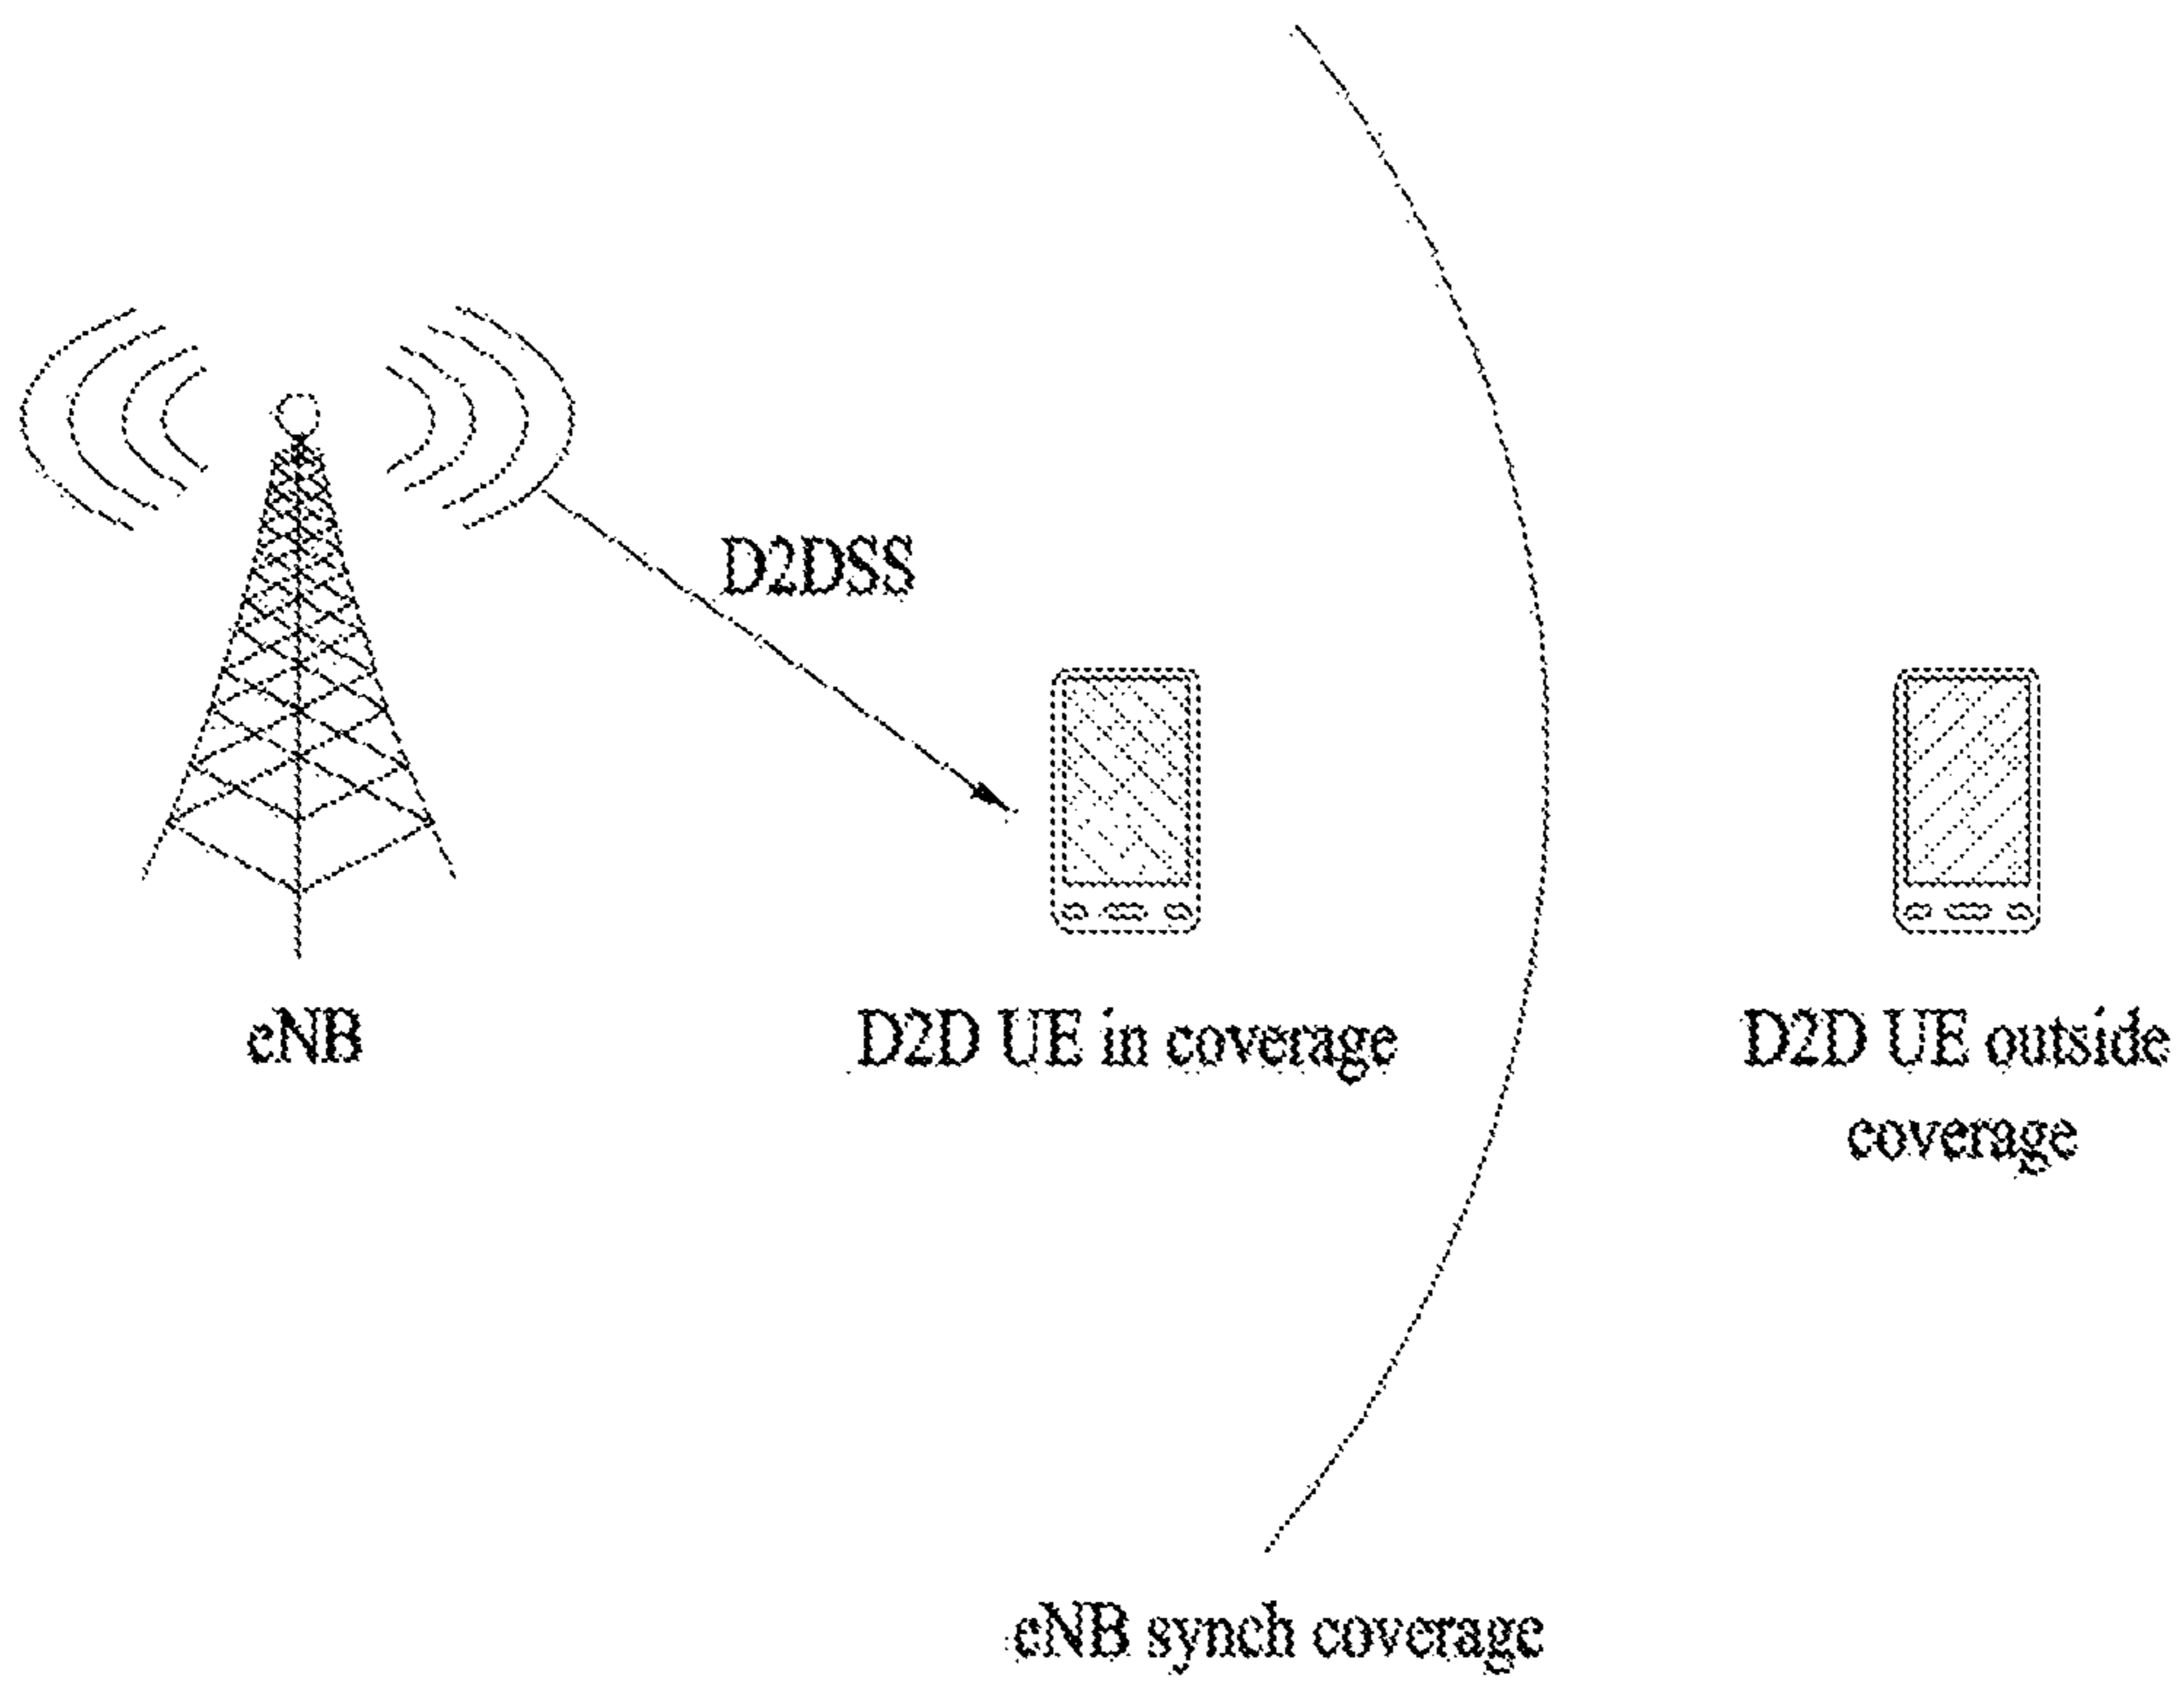 D2DSS
eNB
D2D UE in coverage
D2D UE outside
coverage
eNB synch coverage